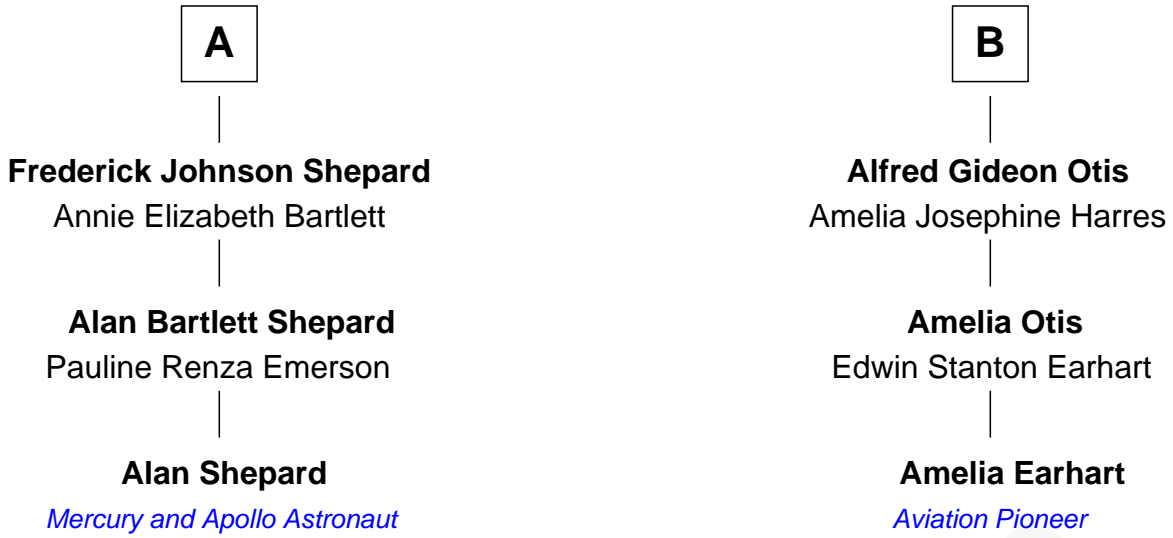 A
Frederick Johnson Shepard
Annie Elizabeth Bartlett
Alan Bartlett Shepard
Pauline Renza Emerson
Alan Shepard
Mercury and Apollo Astronaut
B
Alfred Gideon Otis
Amelia Josephine Harres
Amelia Otis
Edwin Stanton Earhart
Amelia Earhart
Aviation Pioneer